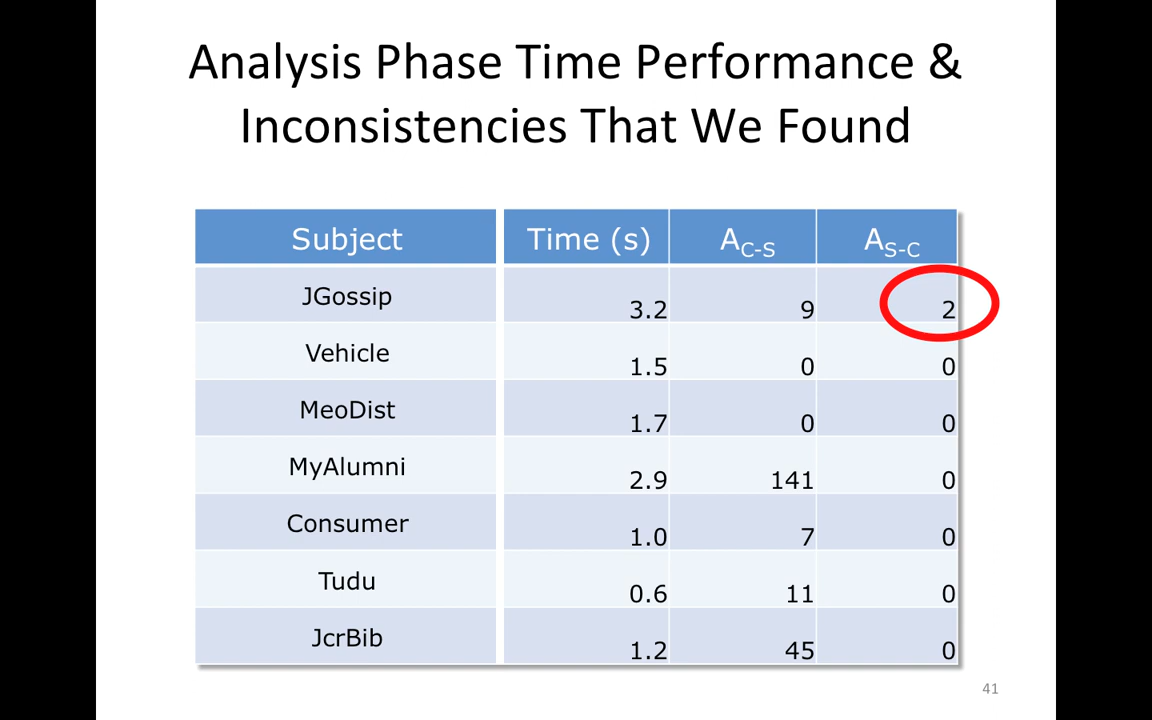 Analysis Phase Time Performance &
Inconsistencies That We Found
Subject Time (s) A_C-S A_S-C
JGossip 3.2 9 2
Vehicle 1.5 0 0
MeoDist 1.7 0 0
MyAlumni 2.9 141 0
Consumer 1.0 7 0
Tudu 0.6 11 0
JcrBib 1.2 45 0
41